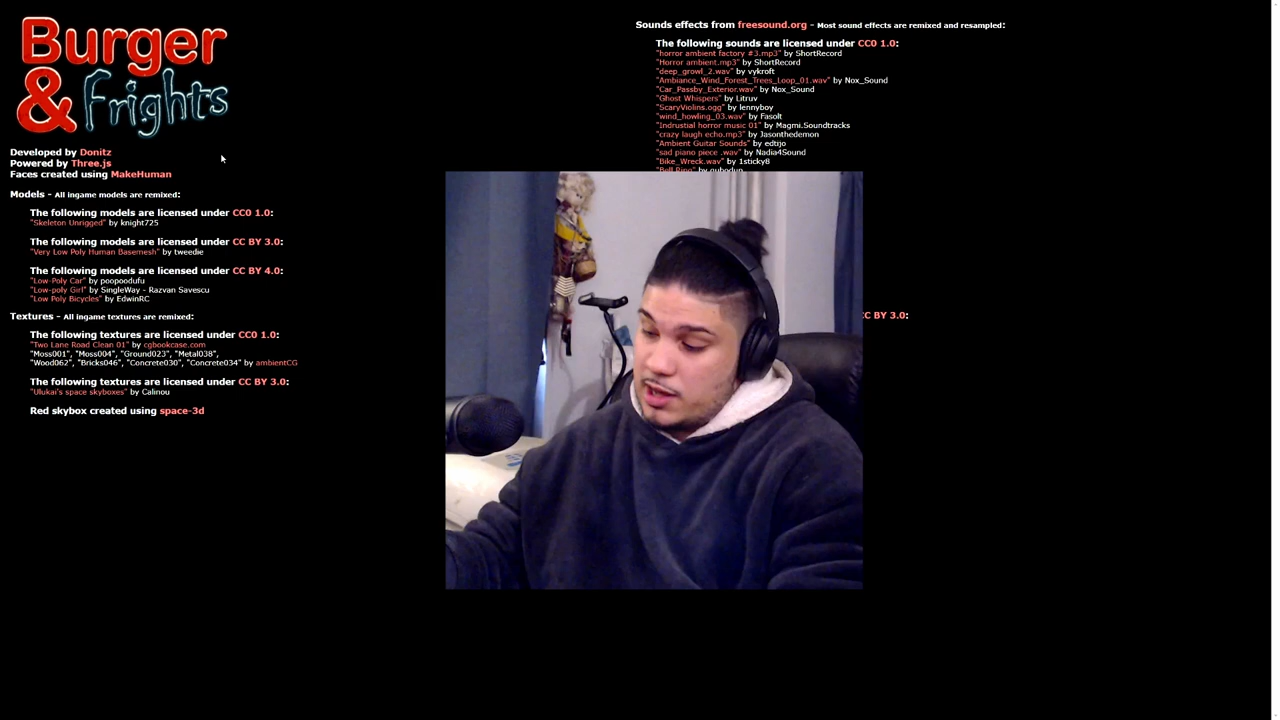 Burger
& Frights
Developed by Donitz
Powered by Three.js
Faces created using MakeHuman
Models - All ingame models are remixed:
The following models are licensed under CC0 1.0:
"Skeleton Unrigged" by knight725
The following models are licensed under CC BY 3.0:
"Very Low Poly Human Basemesh" by tweedie
The following models are licensed under CC BY 4.0:
"Low-Poly Car" by poopoodufu
"Low-poly Girl" by SingleWay - Razvan Savescu
"Low Poly Bicycles" by EdwinRC
Textures - All ingame textures are remixed:
The following textures are licensed under CC0 1.0:
"Two Lane Road Clean 01" by cgbookcase.com
"Moss001", "Moss004", "Ground023", "Metal038",
"Wood062", "Bricks046", "Concrete030", "Concrete034" by ambientCG
The following textures are licensed under CC BY 3.0:
"Ulukai's space skyboxes" by Calinou
Red skybox created using space-3d
Sounds effects from freesound.org - Most sound effects are remixed and resampled:
The following sounds are licensed under CC0 1.0:
"horror ambient factory #3.mp3" by ShortRecord
"Horror ambient.mp3" by ShortRecord
"deep_growl_2.wav" by vykroft
"Ambiance_Wind_Forest_Trees_Loop_01.wav" by Nox_Sound
"Car_Passby_Exterior.wav" by Nox_Sound
"Ghost Whispers" by Litruv
"ScaryViolins.ogg" by lennyboy
"wind_howling_03.wav" by Fasolt
"Indrustial horror music 01" by Magmi.Soundtracks
"crazy laugh echo.mp3" by Jasonthedemon
"Ambient Guitar Sounds" by edtijo
"sad piano piece .wav" by Nadia4Sound
"Bike_Wreck.wav" by 1sticky8
"Bell Ring" by
CC BY 3.0: